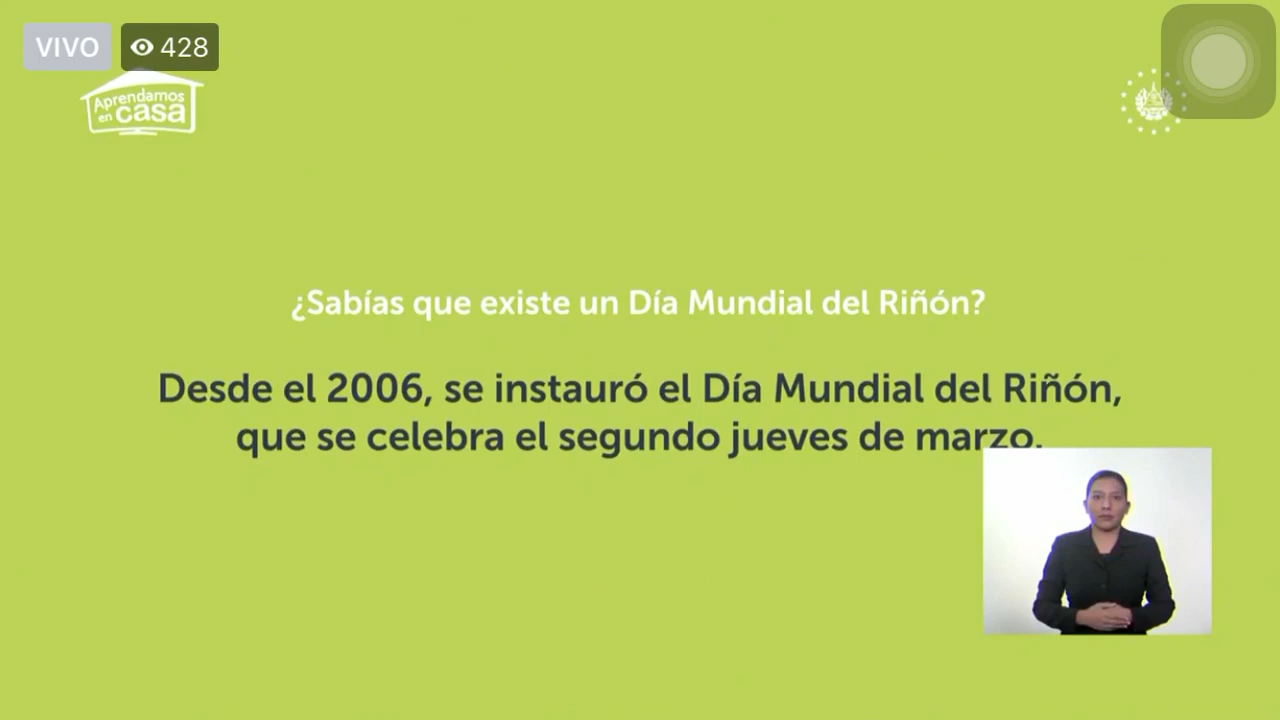 VIVO 428
Aprendamos
en casa
¿Sabías que existe un Día Mundial del Riñón?
Desde el 2006, se instauró el Día Mundial del Riñón,
que se celebra el segundo jueves de marzo.